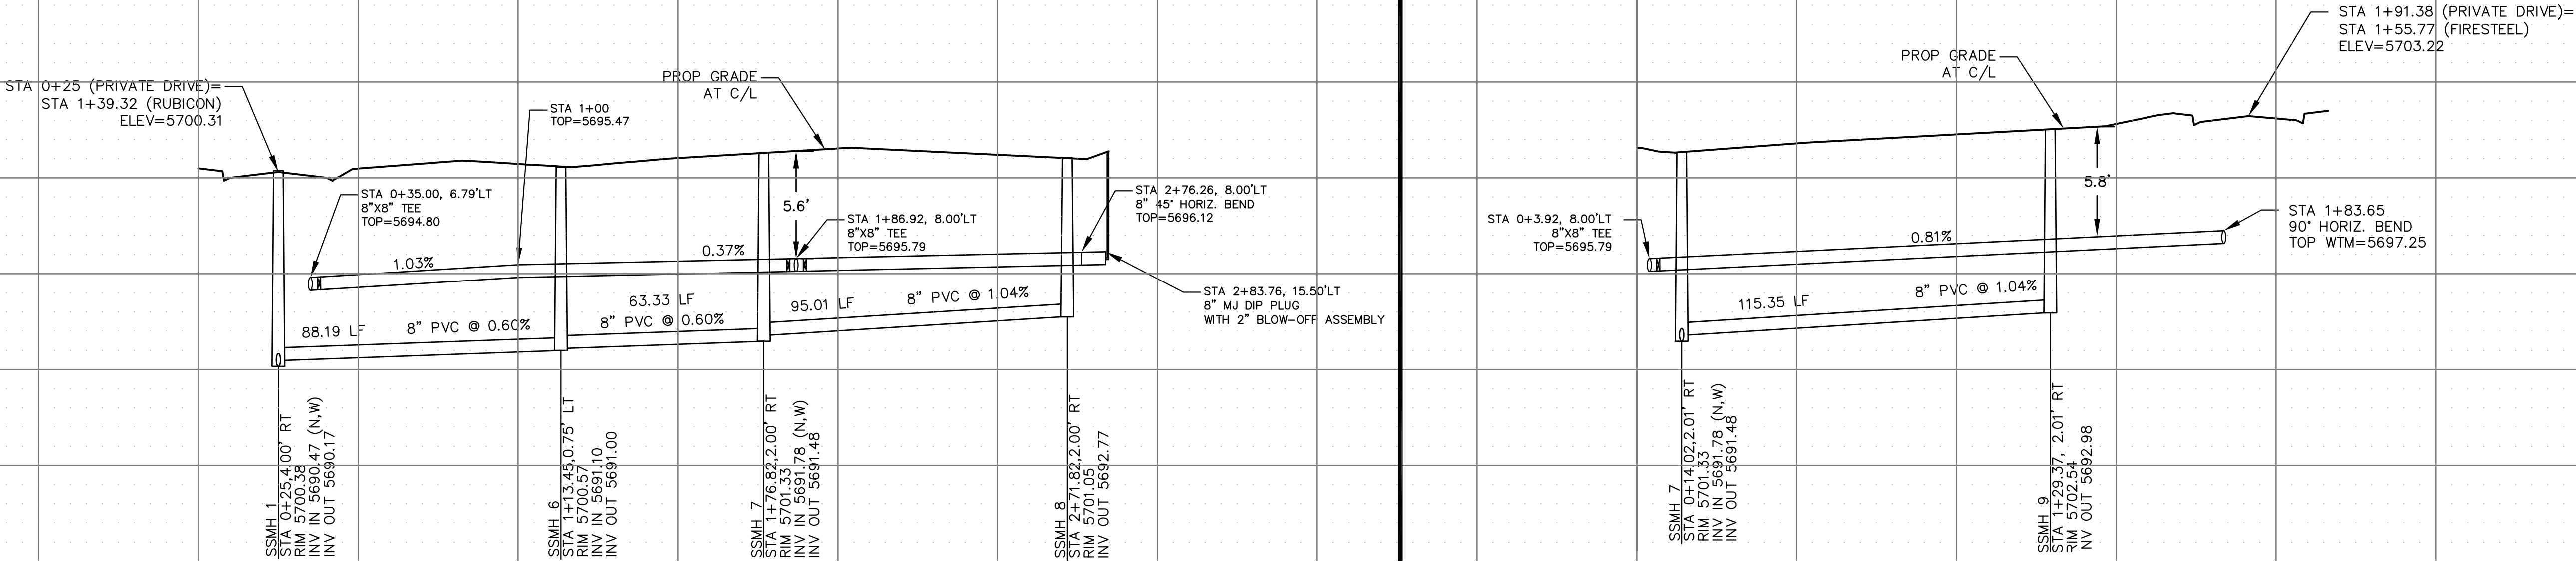 STA 0+25 (PRIVATE DRIVE)=
STA 1+39.32 (RUBICON)
ELEV=5700.31
STA 1+00
TOP=5695.47
PROP GRADE
AT C/L
STA 0+35.00, 6.79'LT
8"X8" TEE
TOP=5694.80
5.6'
STA 1+86.92, 8.00'LT
8"X8" TEE
TOP=5695.79
STA 2+76.26, 8.00'LT
8" 45° HORIZ. BEND
TOP=5696.12
1.03%
0.37%
88.19 LF
8" PVC @ 0.60%
63.33 LF
8" PVC @ 0.60%
95.01 LF
8" PVC @ 1.04%
STA 2+83.76, 15.50'LT
8" MJ DIP PLUG
WITH 2" BLOW-OFF ASSEMBLY
SSMH 1
STA 0+25,4.00' RT
RIM 5700.38
INV IN 5690.47 (N,W)
INV OUT 5690.17
SSMH 6
STA 1+13.45,0.75' LT
RIM 5700.57
INV IN 5691.10
INV OUT 5691.00
SSMH 7
STA 1+76.82,2.00' RT
RIM 5701.33
INV IN 5691.78 (N,W)
INV OUT 5691.48
SSMH 8
STA 2+71.82,2.00' RT
RIM 5701.05
INV OUT 5692.77
STA 1+91.38 (PRIVATE DRIVE)=
STA 1+55.77 (FIRESTEEL)
ELEV=5703.22
PROP GRADE
AT C/L
5.8'
STA 0+3.92, 8.00'LT
8"X8" TEE
TOP=5695.79
0.81%
STA 1+83.65
90° HORIZ. BEND
TOP WTM=5697.25
115.35 LF
8" PVC @ 1.04%
SSMH 7
STA 0+14.02,2.01' RT
RIM 5701.33
INV IN 5691.78 (N,W)
INV OUT 5691.48
SSMH 9
STA 1+29.37, 2.01' RT
RIM 5702.54
NV OUT 5692.98